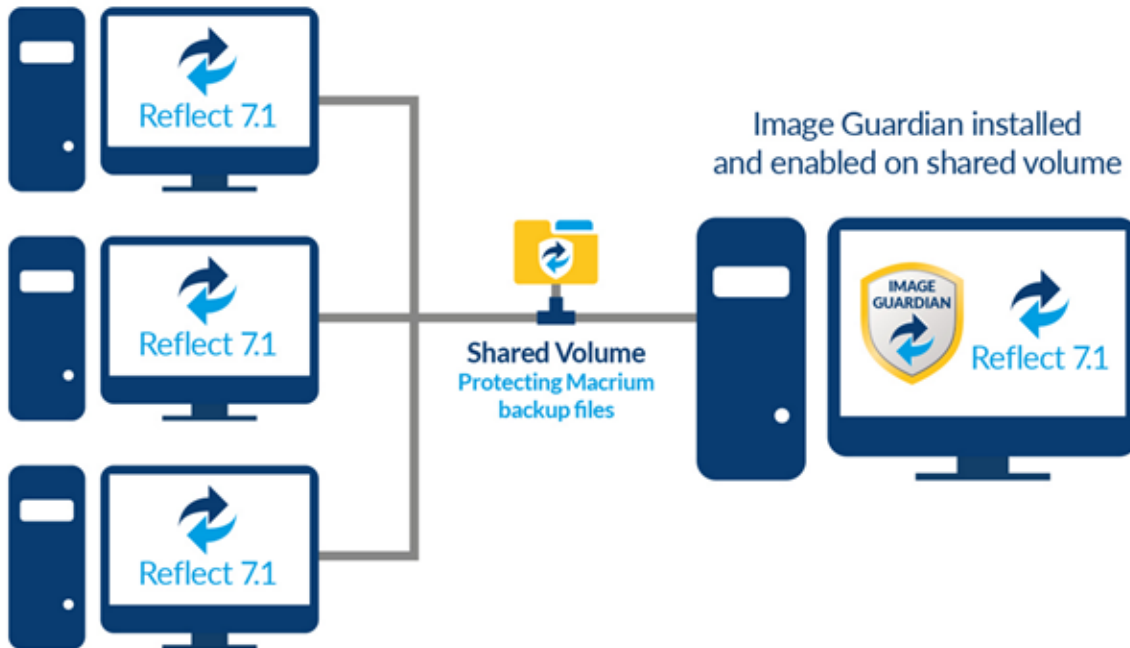 Reflect 7.1
Reflect 7.1
Reflect 7.1
Shared Volume
Protecting Macrium
backup files
Image Guardian installed
and enabled on shared volume
IMAGE
GUARDIAN
Reflect 7.1